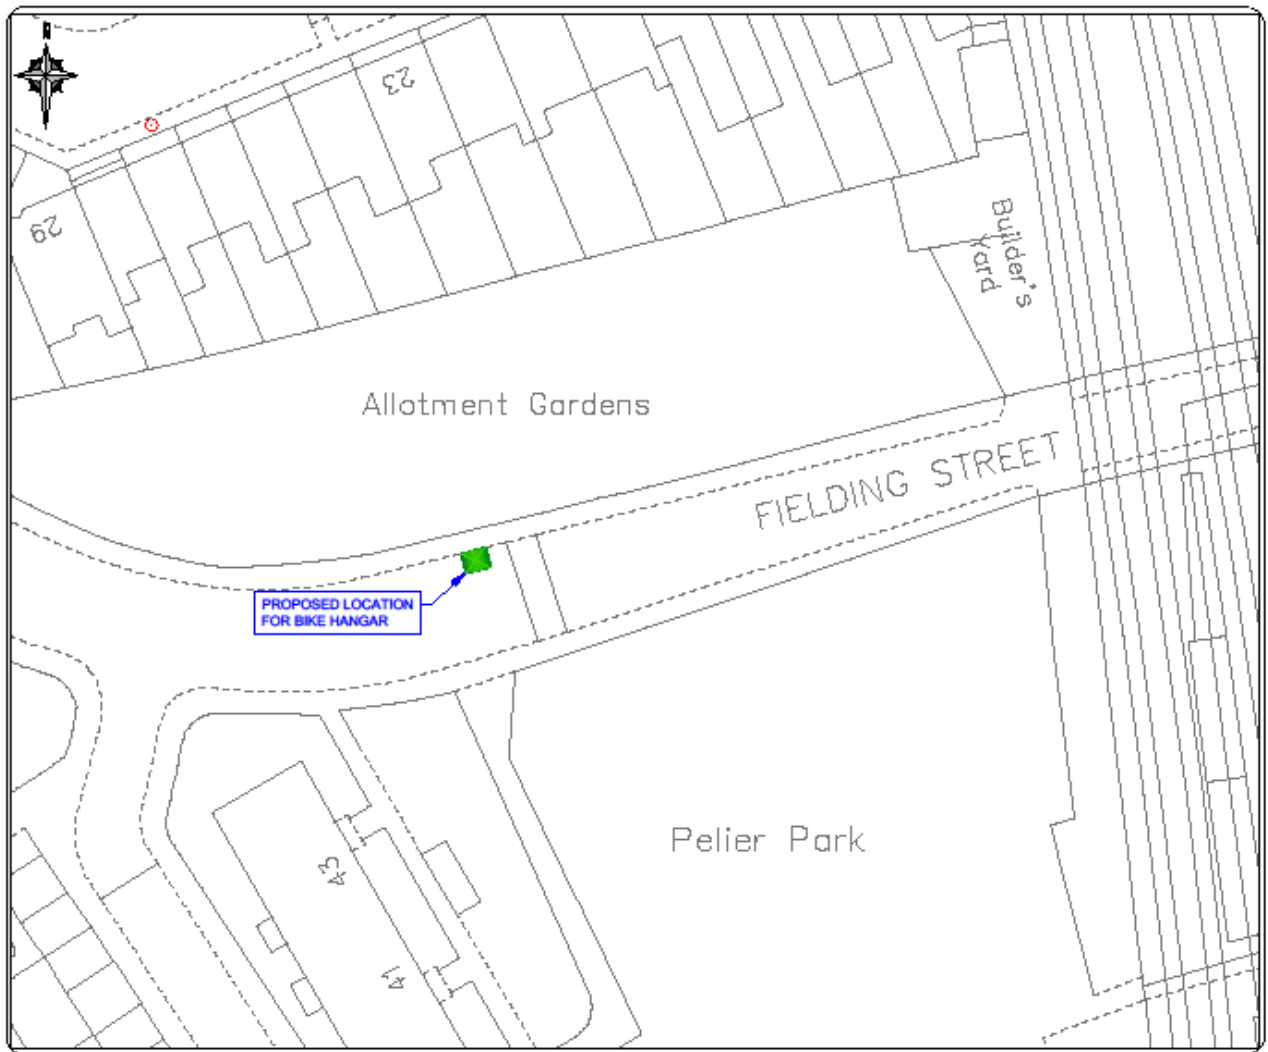 N
23
29
Builder's
Yard
Allotment Gardens
FIELDING STREET
PROPOSED LOCATION
FOR BIKE HANGAR
Pelier Park
43
41